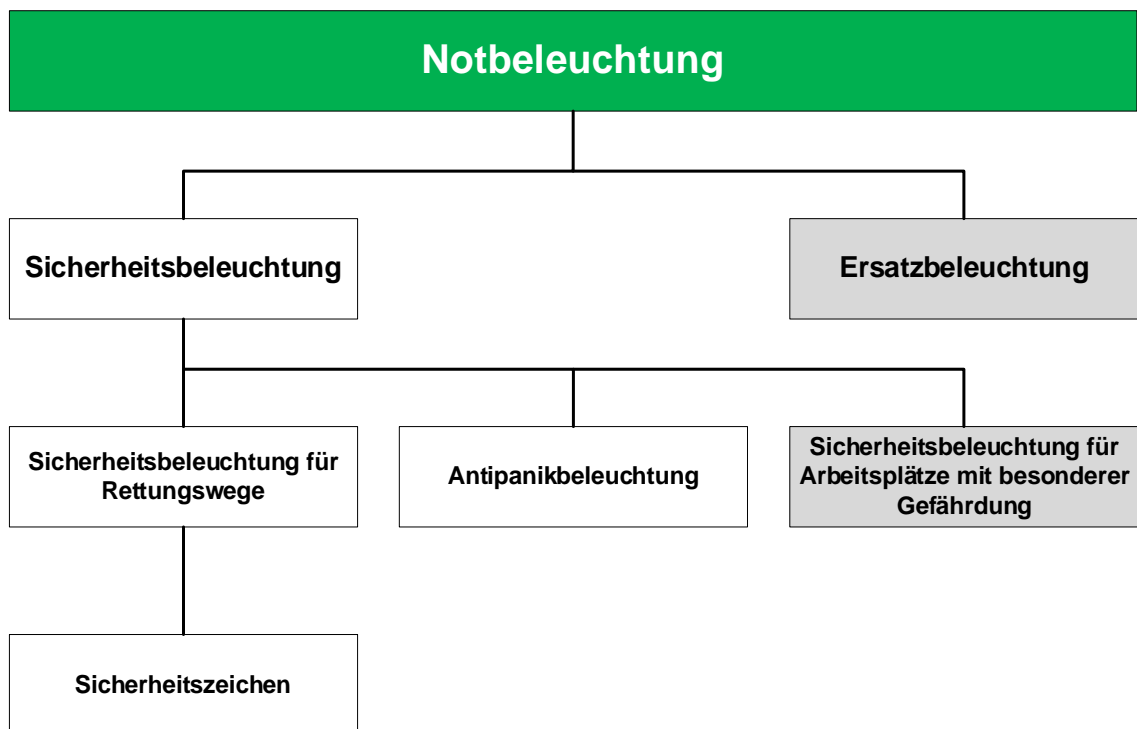 Notbeleuchtung
Sicherheitsbeleuchtung
Ersatzbeleuchtung
Sicherheitsbeleuchtung für
Rettungswege
Antipanikbeleuchtung
Sicherheitsbeleuchtung für
Arbeitsplätze mit besonderer
Gefährdung
Sicherheitszeichen